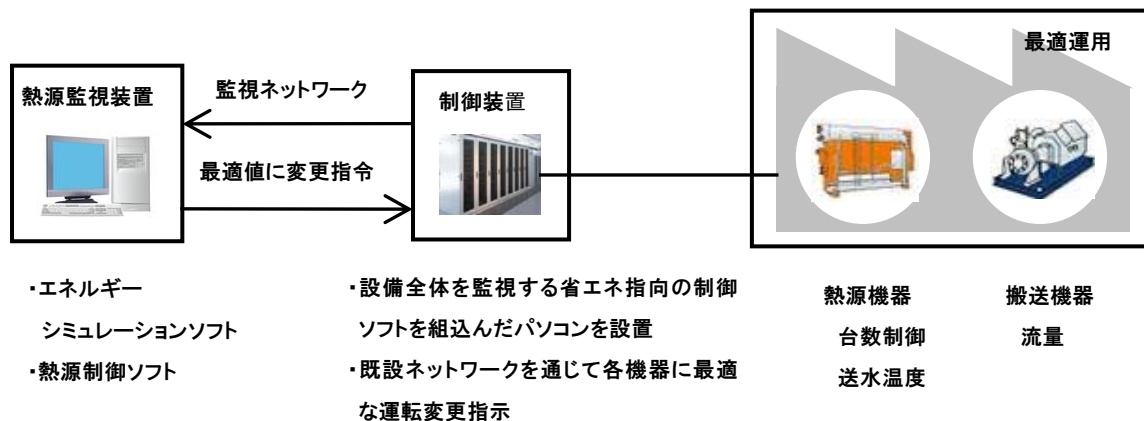 最適運用
熱源監視装置
監視ネットワーク
制御装置
最適値に変更指令
・エネルギー
シミュレーションソフト
・熱源制御ソフト
・設備全体を監視する省エネ指向の制御
ソフトを組込んだパソコンを設置
・既設ネットワークを通じて各機器に最適
な運転変更指示
熱源機器
台数制御
送水温度
搬送機器
流量